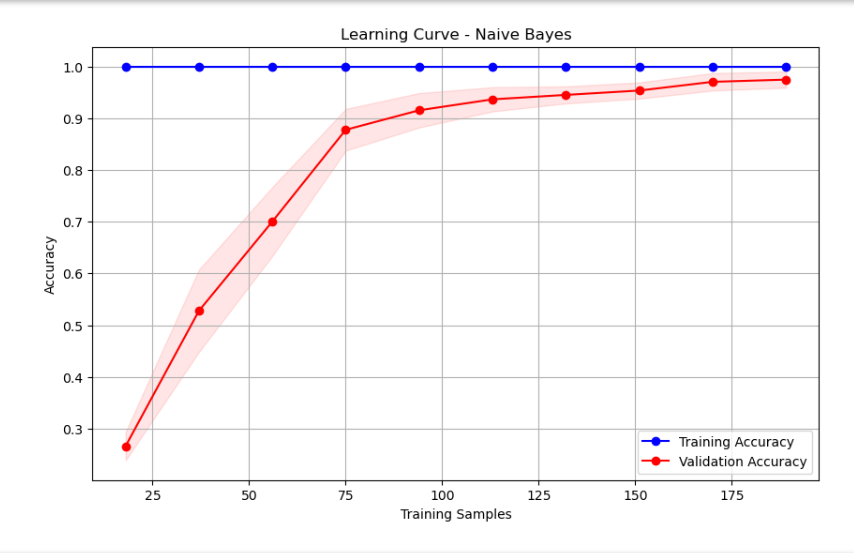 Learning Curve - Naive Bayes
1.0
0.9
0.8
0.7
0.6
0.5
0.4
0.3
Accuracy
25 50 75 100 125 150 175
Training Samples
Training Accuracy
Validation Accuracy